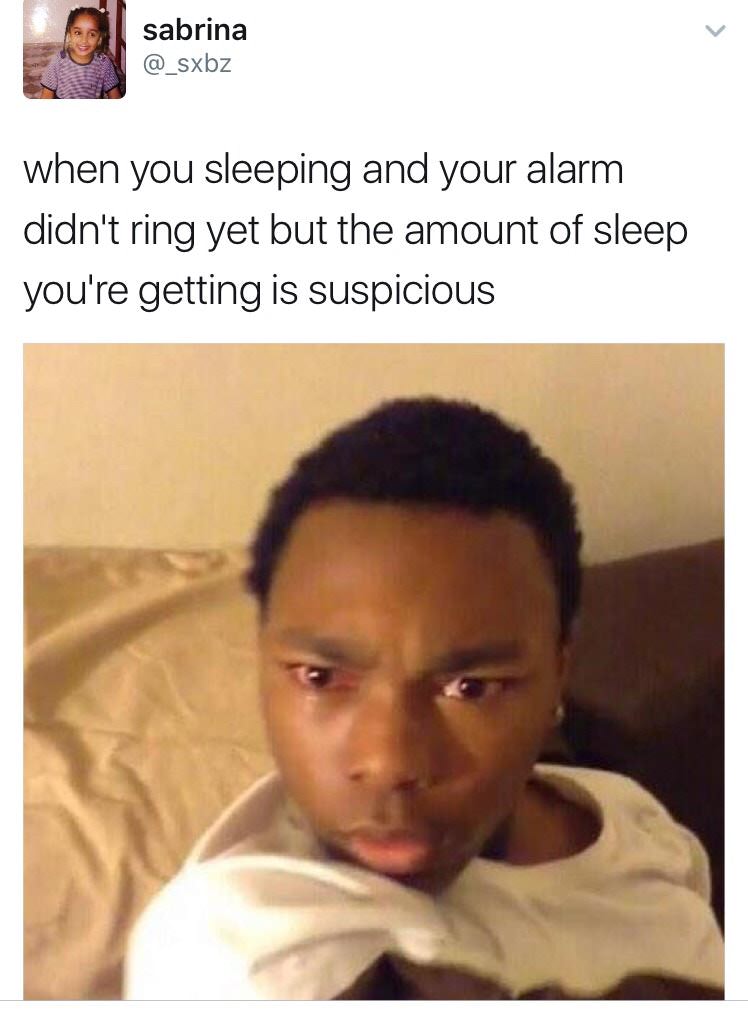 sabrina
@_sxbz
when you sleeping and your alarm
didn't ring yet but the amount of sleep
you're getting is suspicious